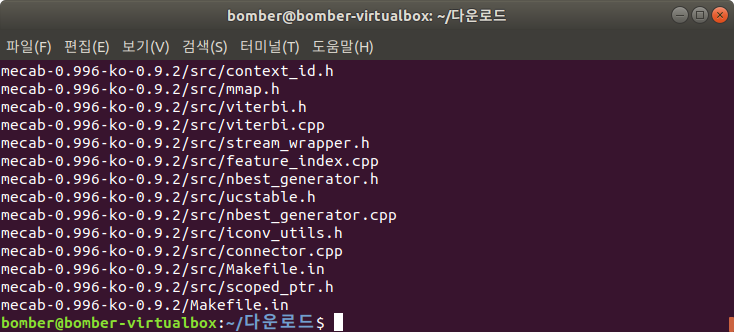 bomber@bomber-virtualbox: ~/다운로드
파일(F) 편집(E) 보기(V) 검색(S) 터미널(T) 도움말(H)
mecab-0.996-ko-0.9.2/src/context_id.h
mecab-0.996-ko-0.9.2/src/mmap.h
mecab-0.996-ko-0.9.2/src/viterbi.h
mecab-0.996-ko-0.9.2/src/viterbi.cpp
mecab-0.996-ko-0.9.2/src/stream_wrapper.h
mecab-0.996-ko-0.9.2/src/feature_index.cpp
mecab-0.996-ko-0.9.2/src/nbest_generator.h
mecab-0.996-ko-0.9.2/src/ucstable.h
mecab-0.996-ko-0.9.2/src/nbest_generator.cpp
mecab-0.996-ko-0.9.2/src/iconv_utils.h
mecab-0.996-ko-0.9.2/src/connector.cpp
mecab-0.996-ko-0.9.2/src/Makefile.in
mecab-0.996-ko-0.9.2/src/scoped_ptr.h
mecab-0.996-ko-0.9.2/Makefile.in
bomber@bomber-virtualbox:~/다운로드$